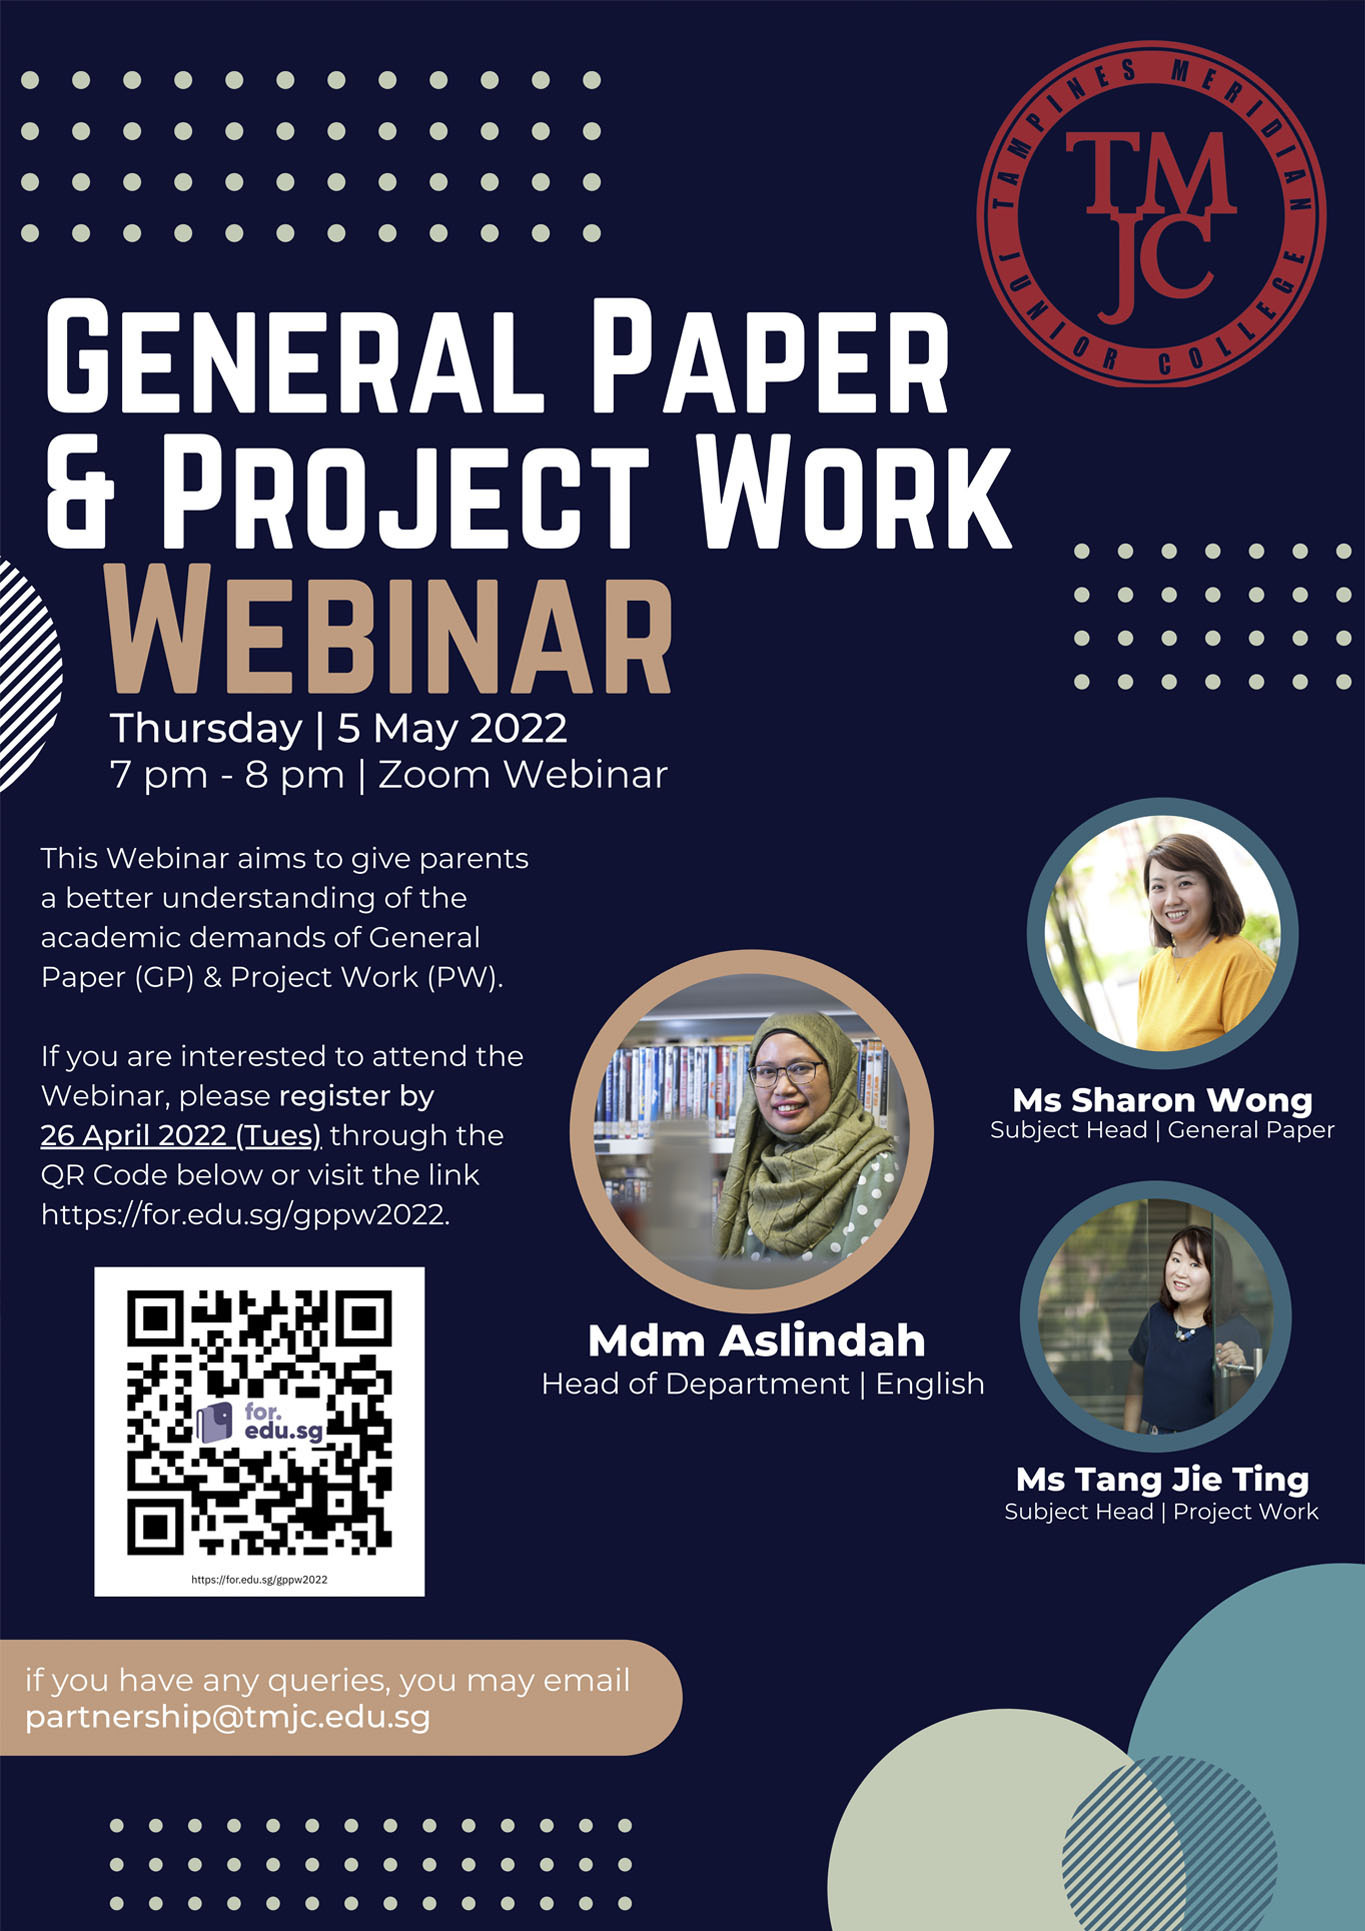 TAMPINES MERIDIAN
JUNIOR COLLEGE
TM
JC
GENERAL PAPER
& PROJECT WORK
WEBINAR
Thursday | 5 May 2022
7 pm - 8 pm | Zoom Webinar
This Webinar aims to give parents
a better understanding of the
academic demands of General
Paper (GP) & Project Work (PW).
If you are interested to attend the
Webinar, please register by
26 April 2022 (Tues) through the
QR Code below or visit the link
https://for.edu.sg/gppw2022.
for.
edu.sg
https://for.edu.sg/gppw2022
Mdm Aslindah
Head of Department | English
Ms Sharon Wong
Subject Head | General Paper
Ms Tang Jie Ting
Subject Head | Project Work
if you have any queries, you may email
partnership@tmjc.edu.sg